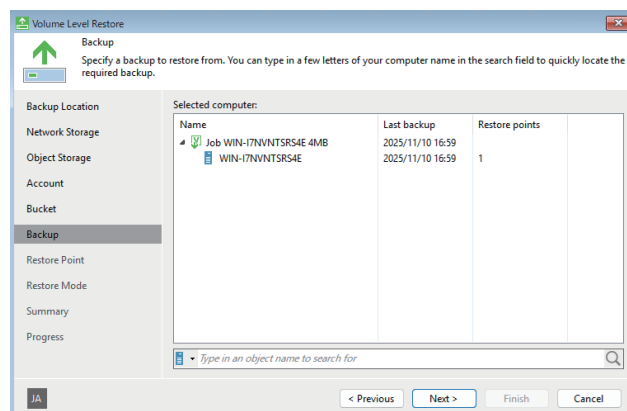 Volume Level Restore
Backup
Specify a backup to restore from. You can type in a few letters of your computer name in the search field to quickly locate the
required backup.
Backup Location
Network Storage
Object Storage
Account
Bucket
Backup
Restore Point
Restore Mode
Summary
Progress
Selected computer:
Name Last backup Restore points
Job WIN-I7NVNTSRS4E 4MB 2025/11/10 16:59
WIN-I7NVNTSRS4E 2025/11/10 16:59 1
Type in an object name to search for
JA
< Previous Next > Finish Cancel